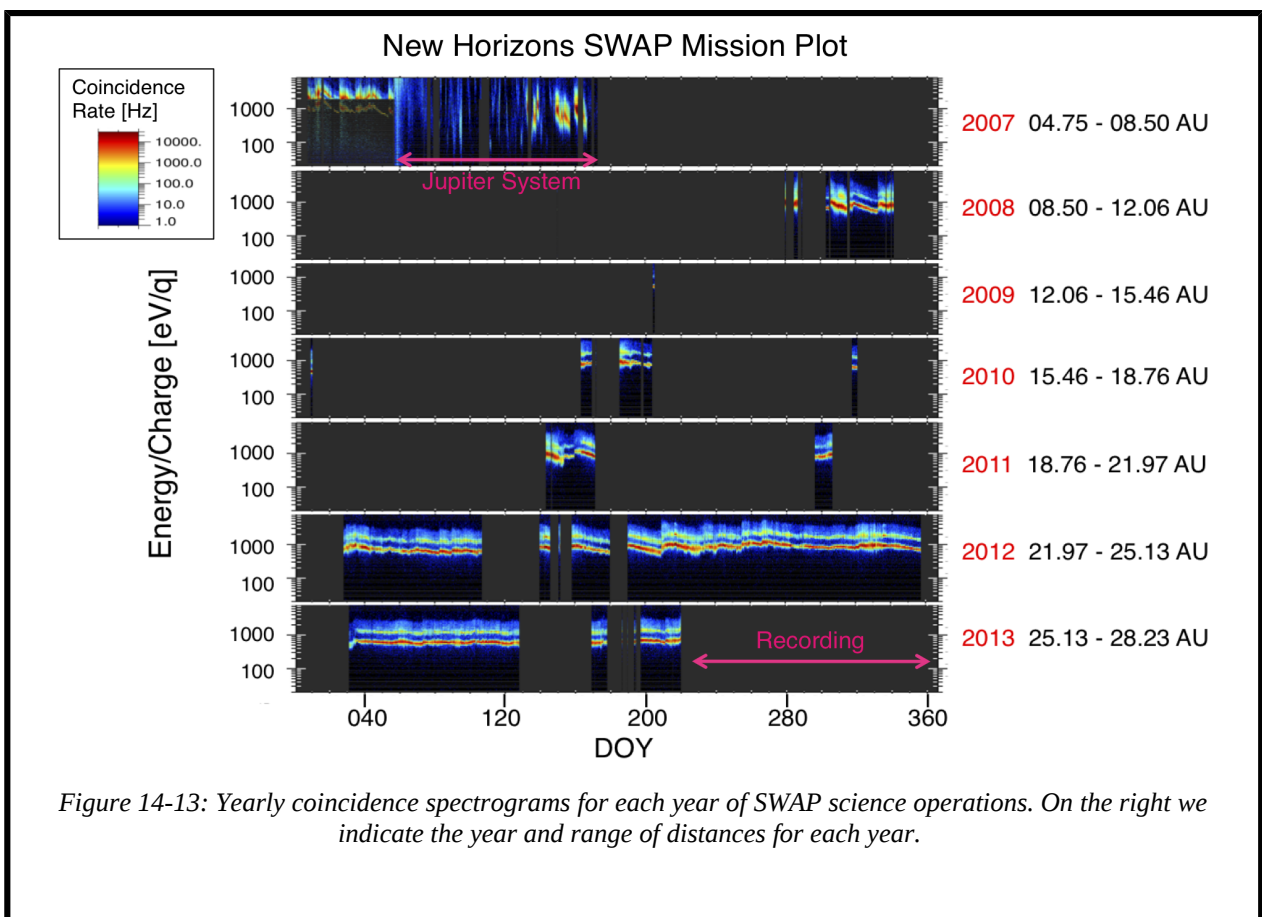 New Horizons SWAP Mission Plot
Coincidence
Rate [Hz]
10000.
1000.0
100.0
10.0
1.0
Energy/Charge [eV/q]
1000
100
Jupiter System
2007 04.75 - 08.50 AU
1000
100
2008 08.50 - 12.06 AU
1000
100
2009 12.06 - 15.46 AU
1000
100
2010 15.46 - 18.76 AU
1000
100
2011 18.76 - 21.97 AU
1000
100
2012 21.97 - 25.13 AU
1000
100
Recording
2013 25.13 - 28.23 AU
040 120 200 280 360
DOY
Figure 14-13: Yearly coincidence spectrograms for each year of SWAP science operations. On the right we
indicate the year and range of distances for each year.